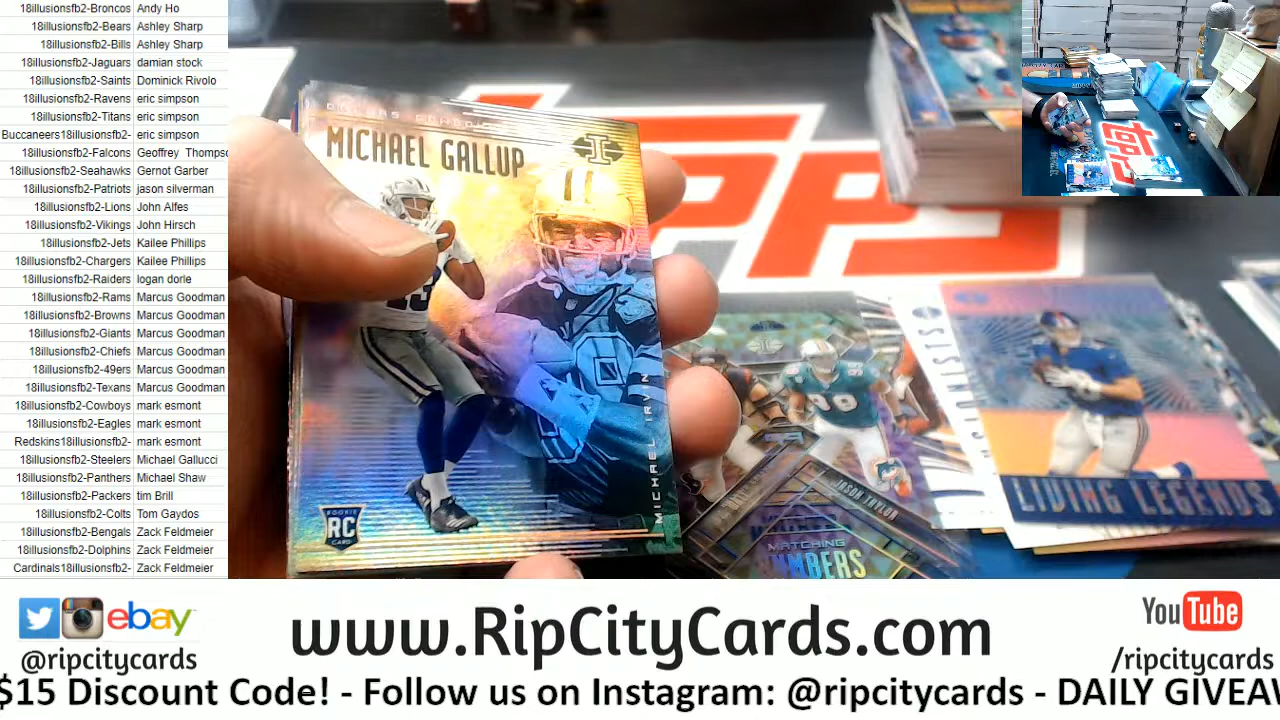 18illusionsfb2-Broncos Andy Ho
18illusionsfb2-Bears Ashley Sharp
18illusionsfb2-Bills Ashley Sharp
18illusionsfb2-Jaguars damian stock
18illusionsfb2-Saints Dominick Rivolo
18illusionsfb2-Ravens eric simpson
18illusionsfb2-Titans eric simpson
Buccaneers18illusionsfb2- eric simpson
18illusionsfb2-Falcons Geoffrey Thompso
18illusionsfb2-Seahawks Gernot Garber
18illusionsfb2-Patriots jason silverman
18illusionsfb2-Lions John Alfes
18illusionsfb2-Vikings John Hirsch
18illusionsfb2-Jets Kailee Phillips
18illusionsfb2-Chargers Kailee Phillips
18illusionsfb2-Raiders logan dorle
18illusionsfb2-Rams Marcus Goodman
18illusionsfb2-Browns Marcus Goodman
18illusionsfb2-Giants Marcus Goodman
18illusionsfb2-Chiefs Marcus Goodman
18illusionsfb2-49ers Marcus Goodman
18illusionsfb2-Texans Marcus Goodman
18illusionsfb2-Cowboys mark esmont
18illusionsfb2-Eagles mark esmont
Redskins18illusionsfb2- mark esmont
18illusionsfb2-Steelers Michael Gallucci
18illusionsfb2-Panthers Michael Shaw
18illusionsfb2-Packers tim Brill
18illusionsfb2-Colts Tom Gaydos
18illusionsfb2-Bengals Zack Feldmeier
18illusionsfb2-Dolphins Zack Feldmeier
Cardinals18illusionsfb2- Zack Feldmeier
MICHAEL GALLUP
I
13
MICHAEL IRVIN
ROOKIE
RC
CARD
TOPPS
JASON TAYLOR
MATCHING
NUMBERS
LIVING LEGENDS
ebay
@ripcitycards
www.RipCityCards.com
YouTube
/ripcitycards
$15 Discount Code! - Follow us on Instagram: @ripcitycards - DAILY GIVEAW